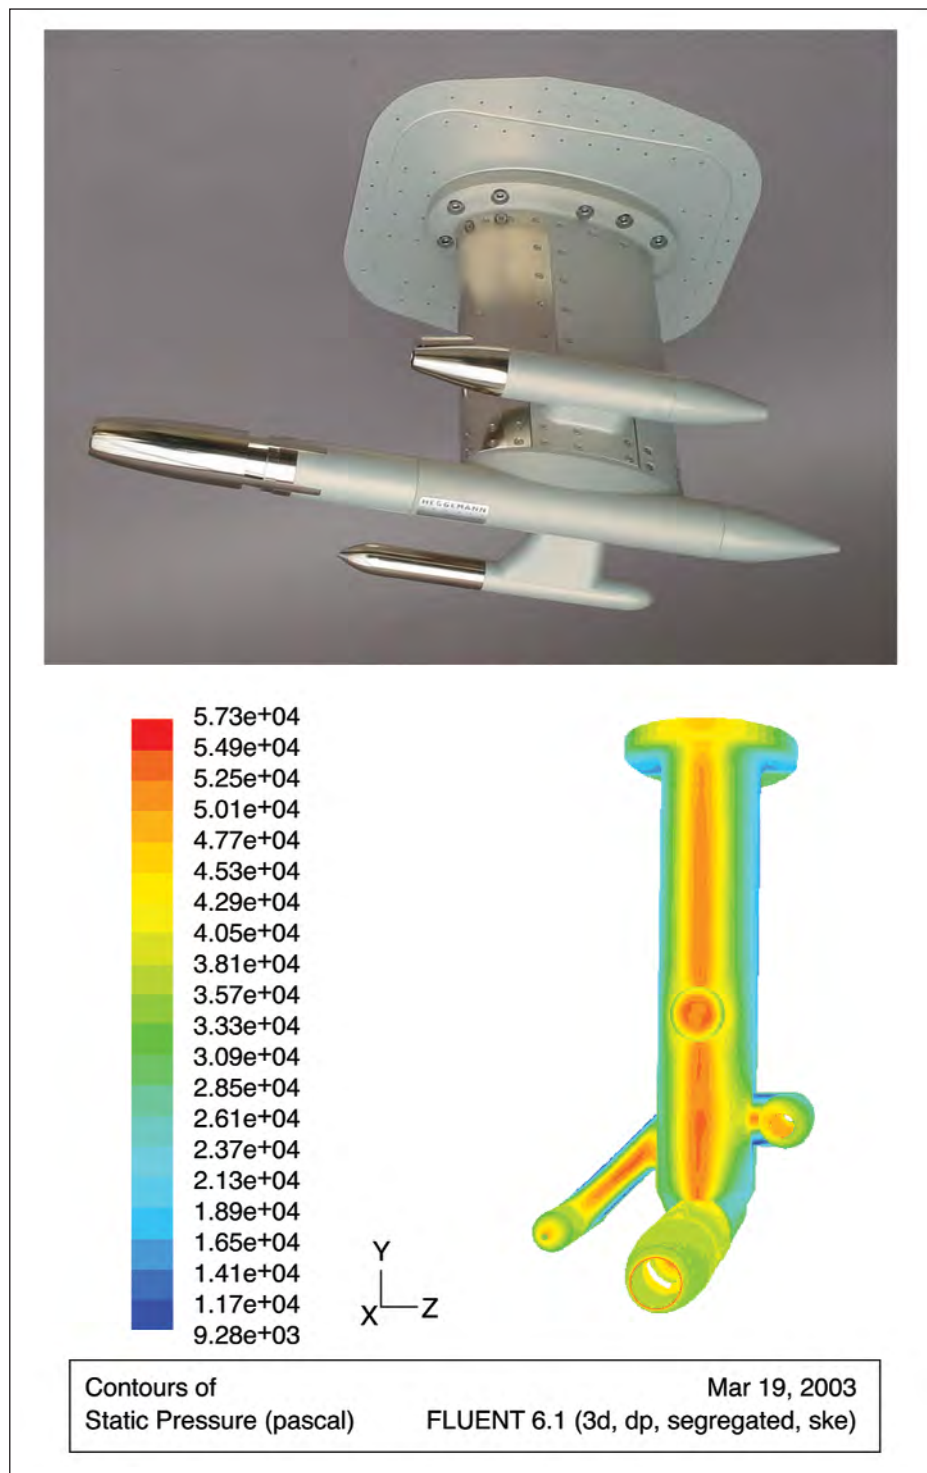 HEGGEMANN
5.73e+04
5.49e+04
5.25e+04
5.01e+04
4.77e+04
4.53e+04
4.29e+04
4.05e+04
3.81e+04
3.57e+04
3.33e+04
3.09e+04
2.85e+04
2.61e+04
2.37e+04
2.13e+04
1.89e+04
1.65e+04
1.41e+04
1.17e+04
9.28e+03
Y
X
Z
Contours of
Static Pressure (pascal)
Mar 19, 2003
FLUENT 6.1 (3d, dp, segregated, ske)